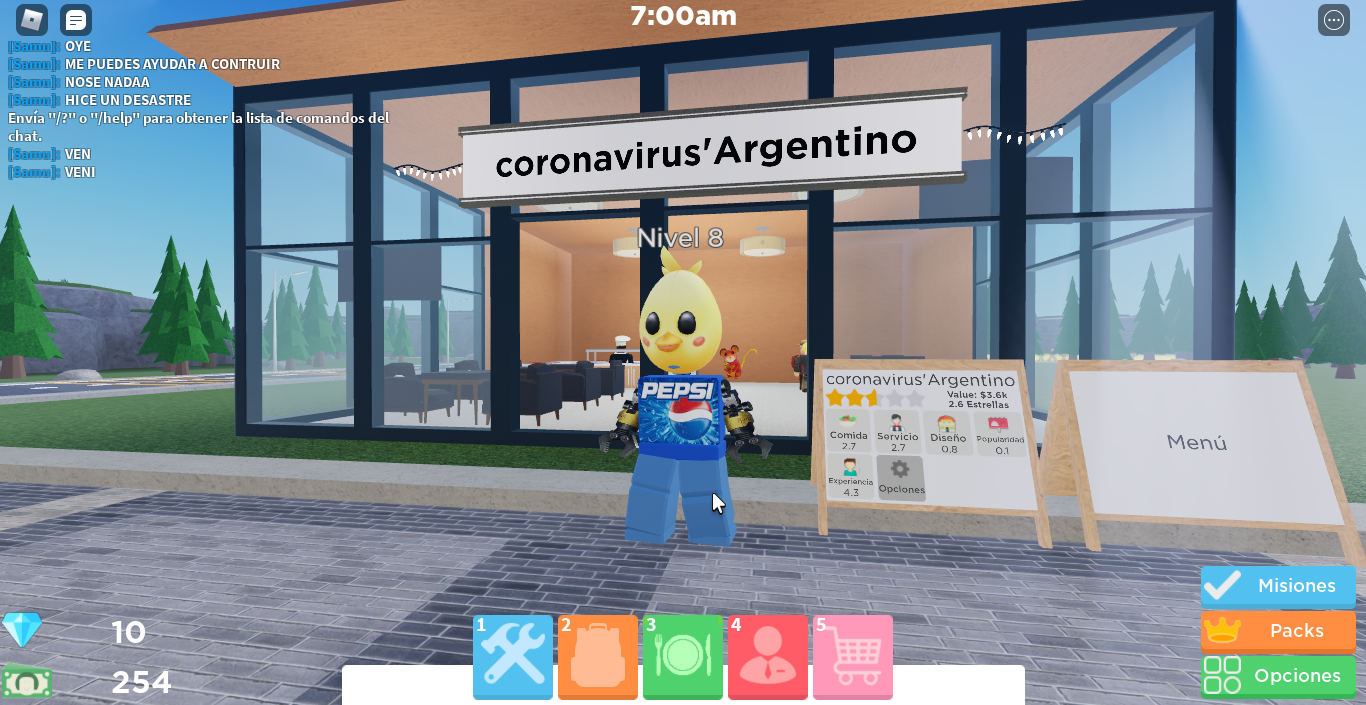 7:00am
[Samu]: OYE
[Samu]: ME PUEDES AYUDAR A CONTRUIR
[Samu]: NOSE NADAA
[Samu]: HICE UN DESASTRE
Envía "/?" o "/help" para obtener la lista de comandos del
chat.
[Samu]: VEN
[Samu]: VENI
coronavirus'Argentino
Nivel 8
PEPSI
coronavirus'Argentino
Value: $3.6k
2.6 Estrellas
Comida
2.7
Servicio
2.7
Diseño
0.8
Popularidad
0.1
Experiencia
4.3
Opciones
Menú
Misiones
Packs
Opciones
10
254
1
2
3
4
5